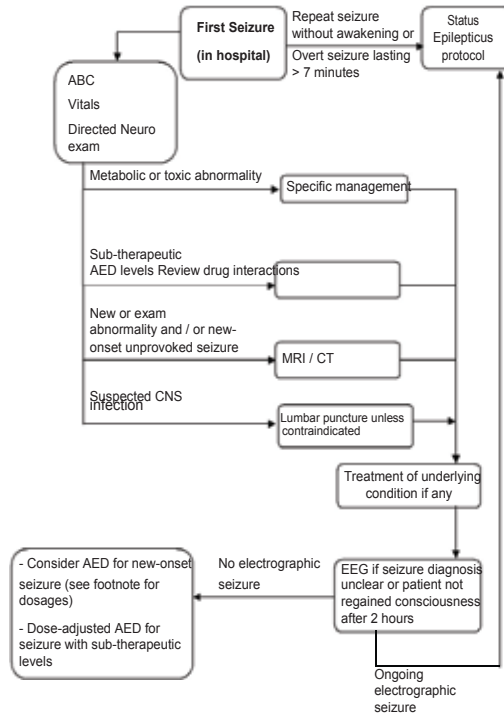 First Seizure
(in hospital)
Repeat seizure
without awakening or
Overt seizure lasting
> 7 minutes
Status
Epilepticus
protocol
ABC
Vitals
Directed Neuro
exam
Metabolic or toxic abnormality
Specific management
Sub-therapeutic
AED levels Review drug interactions
New or exam
abnormality and / or new-
onset unprovoked seizure
MRI / CT
Suspected CNS
infection
Lumbar puncture unless
contraindicated
Treatment of underlying
condition if any
EEG if seizure diagnosis
unclear or patient not
regained consciousness
after 2 hours
No electrographic
seizure
- Consider AED for new-onset
seizure (see footnote for
dosages)
- Dose-adjusted AED for
seizure with sub-therapeutic
levels
Ongoing
electrographic
seizure